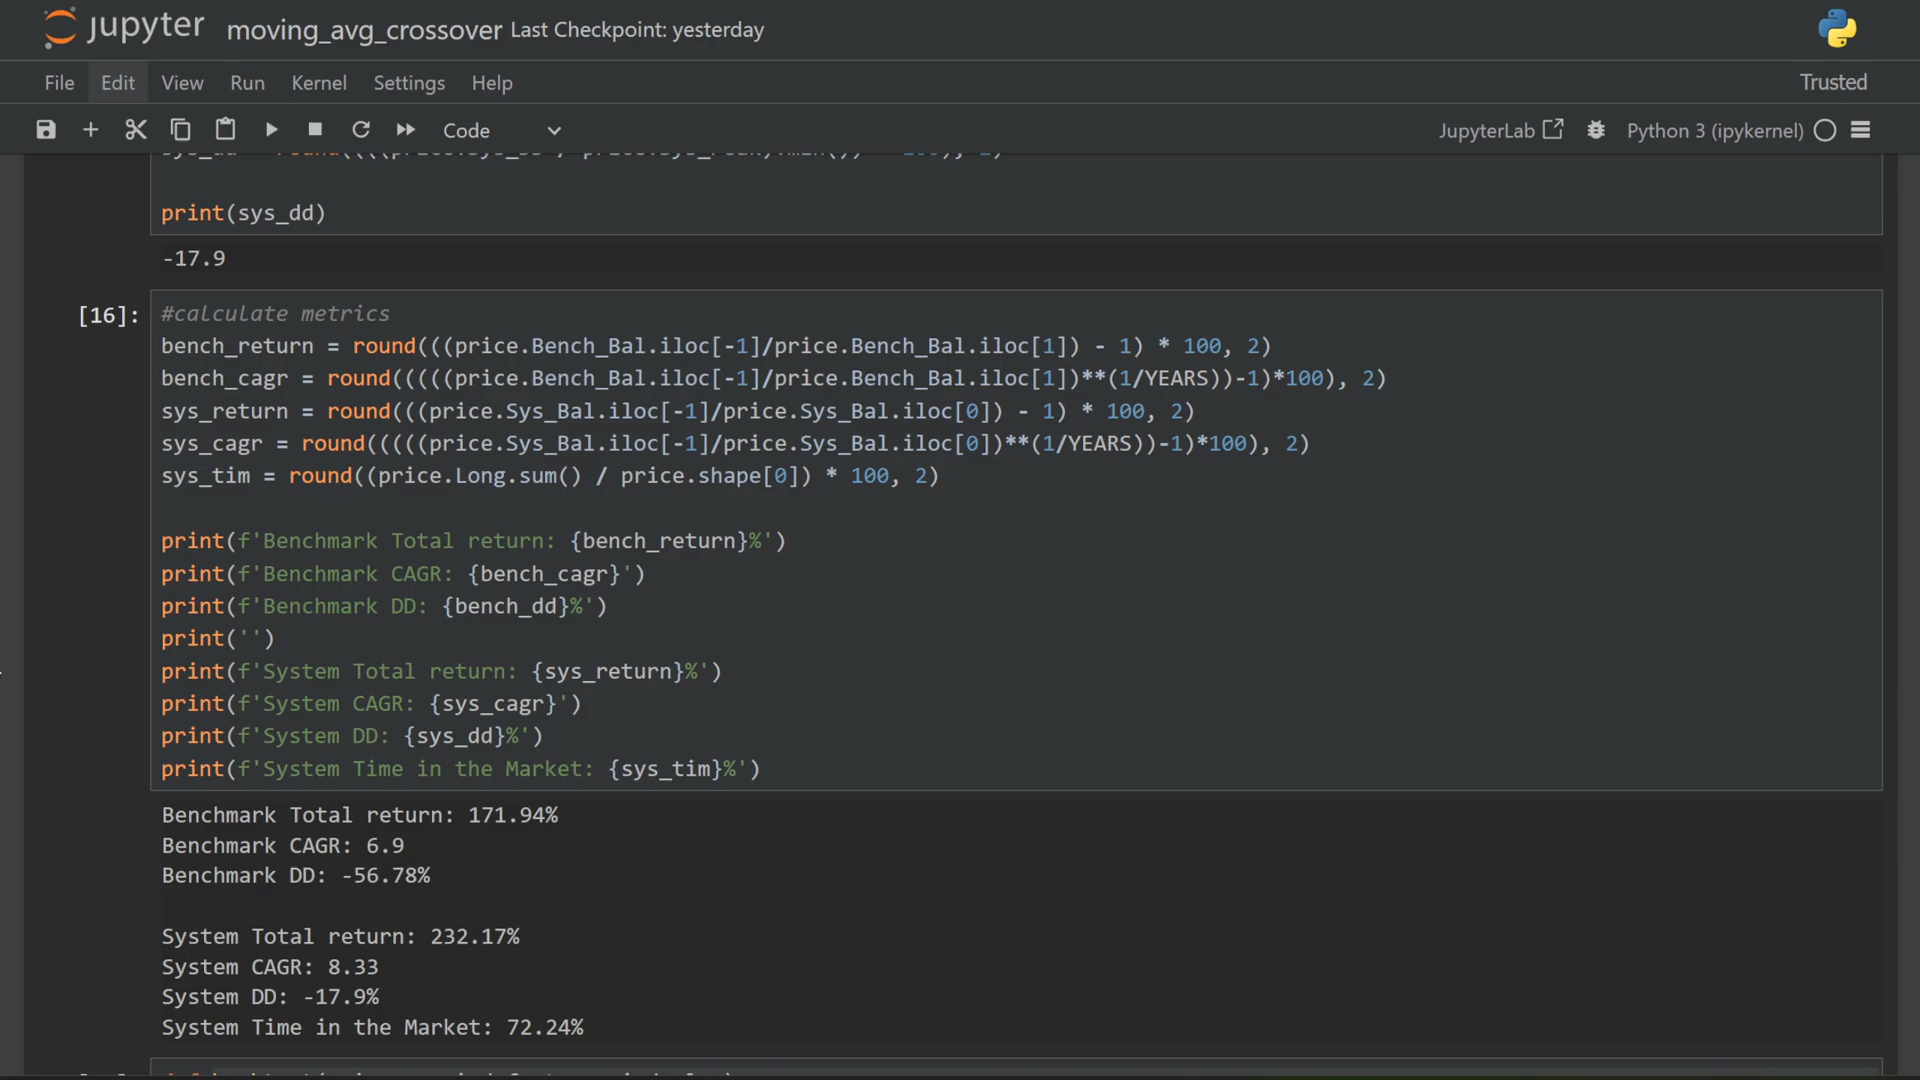 jupyter moving_avg_crossover Last Checkpoint: yesterday
File Edit View Run Kernel Settings Help Trusted
Code JupyterLab Python 3 (ipykernel)
print(sys_dd)
-17.9
[16]: #calculate metrics
bench_return = round(((price.Bench_Bal.iloc[-1]/price.Bench_Bal.iloc[1]) - 1) * 100, 2)
bench_cagr = round(((((price.Bench_Bal.iloc[-1]/price.Bench_Bal.iloc[1])**(1/YEARS))-1)*100), 2)
sys_return = round(((price.Sys_Bal.iloc[-1]/price.Sys_Bal.iloc[0]) - 1) * 100, 2)
sys_cagr = round(((((price.Sys_Bal.iloc[-1]/price.Sys_Bal.iloc[0])**(1/YEARS))-1)*100), 2)
sys_tim = round((price.Long.sum() / price.shape[0]) * 100, 2)
print(f'Benchmark Total return: {bench_return}%')
print(f'Benchmark CAGR: {bench_cagr}')
print(f'Benchmark DD: {bench_dd}%')
print('')
print(f'System Total return: {sys_return}%')
print(f'System CAGR: {sys_cagr}')
print(f'System DD: {sys_dd}%')
print(f'System Time in the Market: {sys_tim}%')
Benchmark Total return: 171.94%
Benchmark CAGR: 6.9
Benchmark DD: -56.78%
System Total return: 232.17%
System CAGR: 8.33
System DD: -17.9%
System Time in the Market: 72.24%